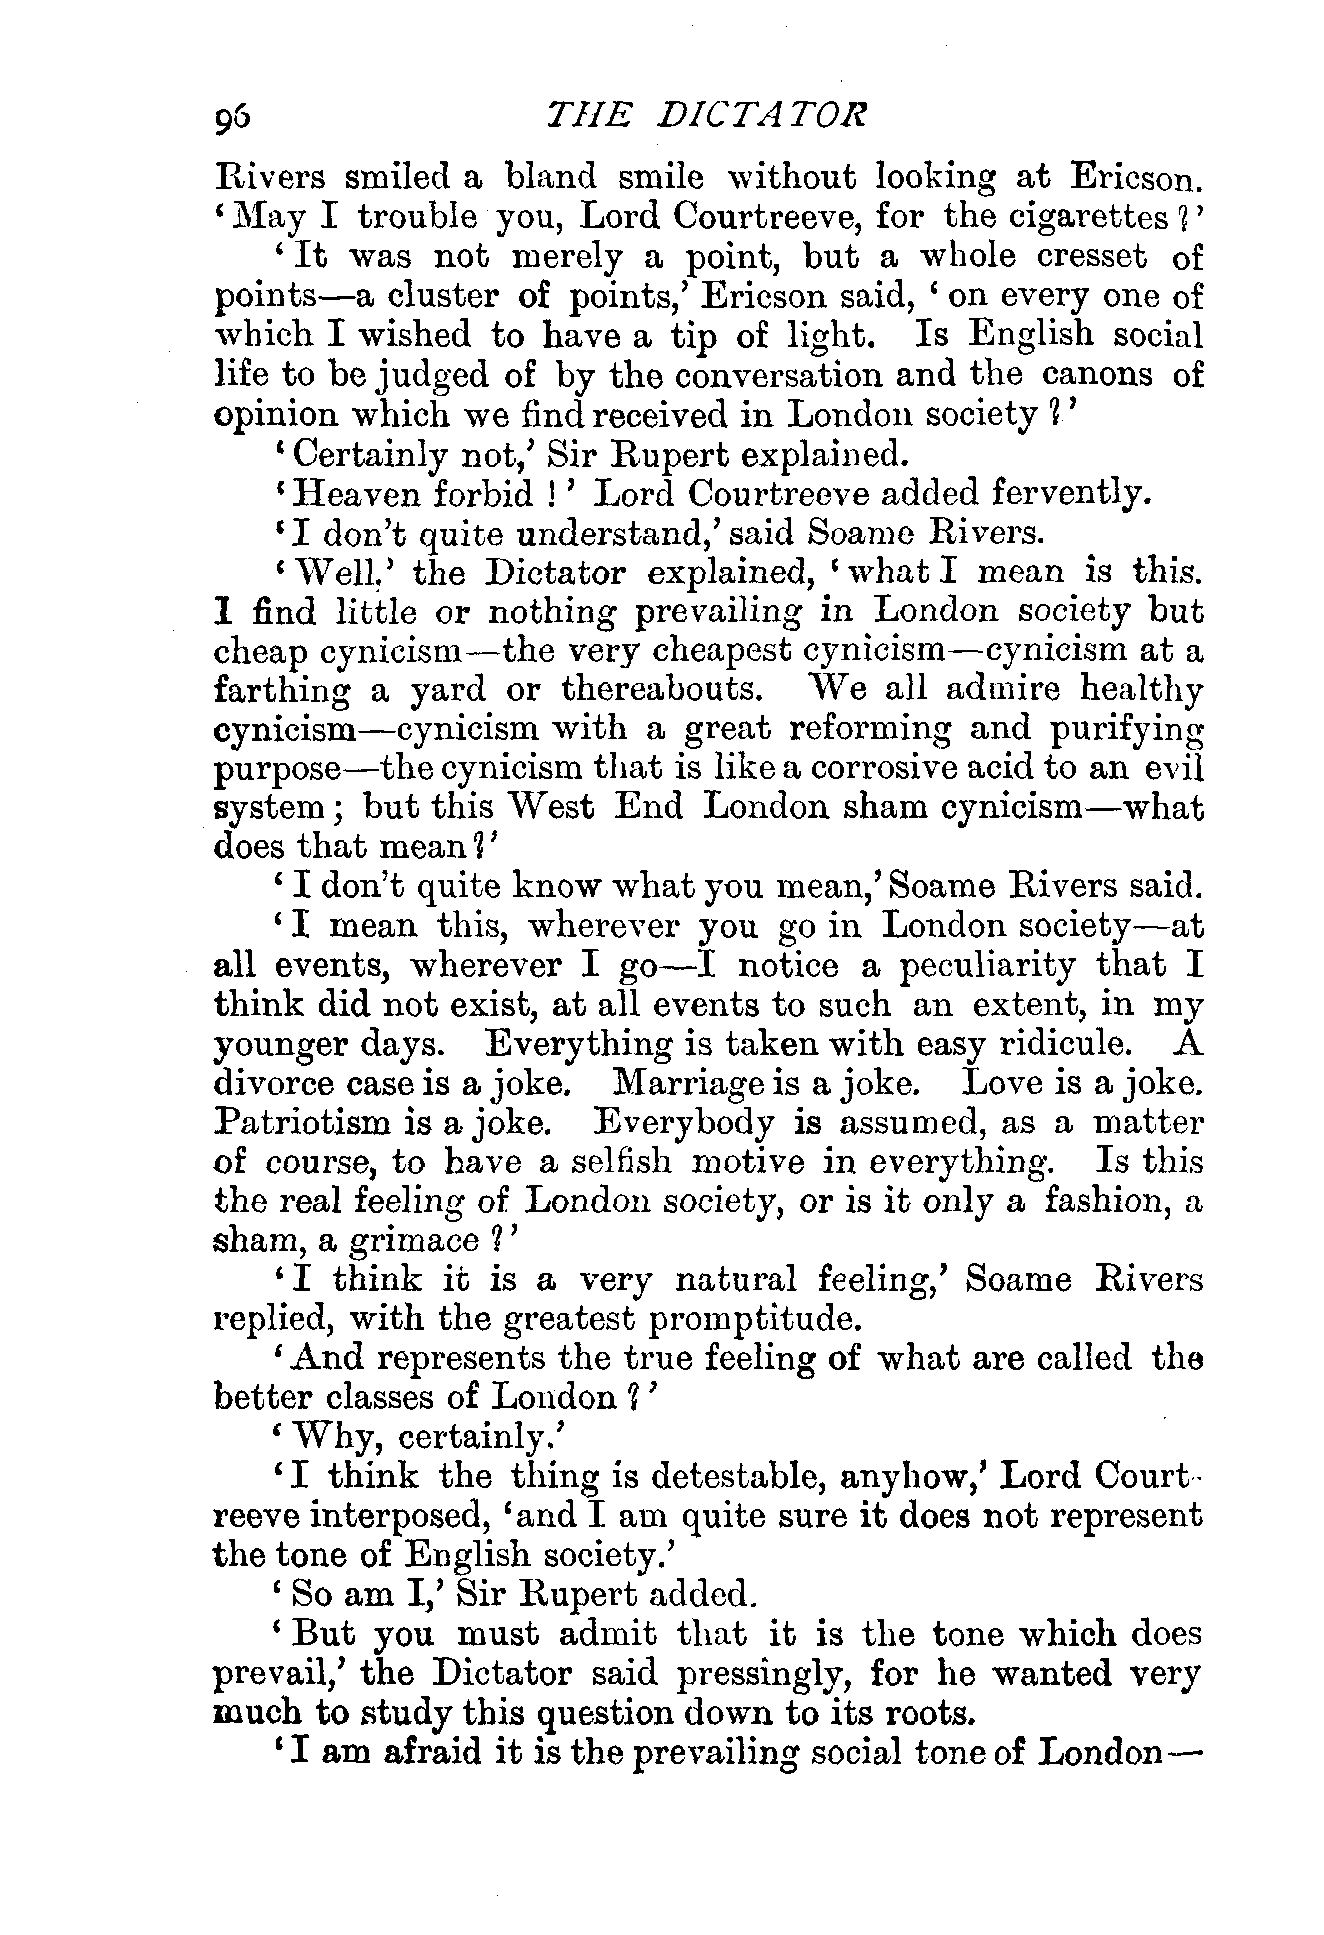 96 THE DICTATOR
Rivers smiled a bland smile without looking at Ericson.
‘May I trouble you, Lord Courtreeve, for the cigarettes?’
‘It was not merely a point, but a whole cresset of
points—a cluster of points,’ Ericson said, ‘on every one of
which I wished to have a tip of light. Is English social
life to be judged of by the conversation and the canons of
opinion which we find received in London society?’
‘Certainly not,’ Sir Rupert explained.
‘Heaven forbid!’ Lord Courtreeve added fervently.
‘I don’t quite understand,’ said Soame Rivers.
‘Well,’ the Dictator explained, ‘what I mean is this.
I find little or nothing prevailing in London society but
cheap cynicism—the very cheapest cynicism—cynicism at a
farthing a yard or thereabouts. We all admire healthy
cynicism—cynicism with a great reforming and purifying
purpose—the cynicism that is like a corrosive acid to an evil
system; but this West End London sham cynicism—what
does that mean?’
‘I don’t quite know what you mean,’ Soame Rivers said.
‘I mean this, wherever you go in London society—at
all events, wherever I go—I notice a peculiarity that I
think did not exist, at all events to such an extent, in my
younger days. Everything is taken with easy ridicule. A
divorce case is a joke. Marriage is a joke. Love is a joke.
Patriotism is a joke. Everybody is assumed, as a matter
of course, to have a selfish motive in everything. Is this
the real feeling of London society, or is it only a fashion, a
sham, a grimace?’
‘I think it is a very natural feeling,’ Soame Rivers
replied, with the greatest promptitude.
‘And represents the true feeling of what are called the
better classes of London?’
‘Why, certainly.’
‘I think the thing is detestable, anyhow,’ Lord Court-
reeve interposed, ‘and I am quite sure it does not represent
the tone of English society.’
‘So am I,’ Sir Rupert added.
‘But you must admit that it is the tone which does
prevail,’ the Dictator said pressingly, for he wanted very
much to study this question down to its roots.
‘I am afraid it is the prevailing social tone of London—